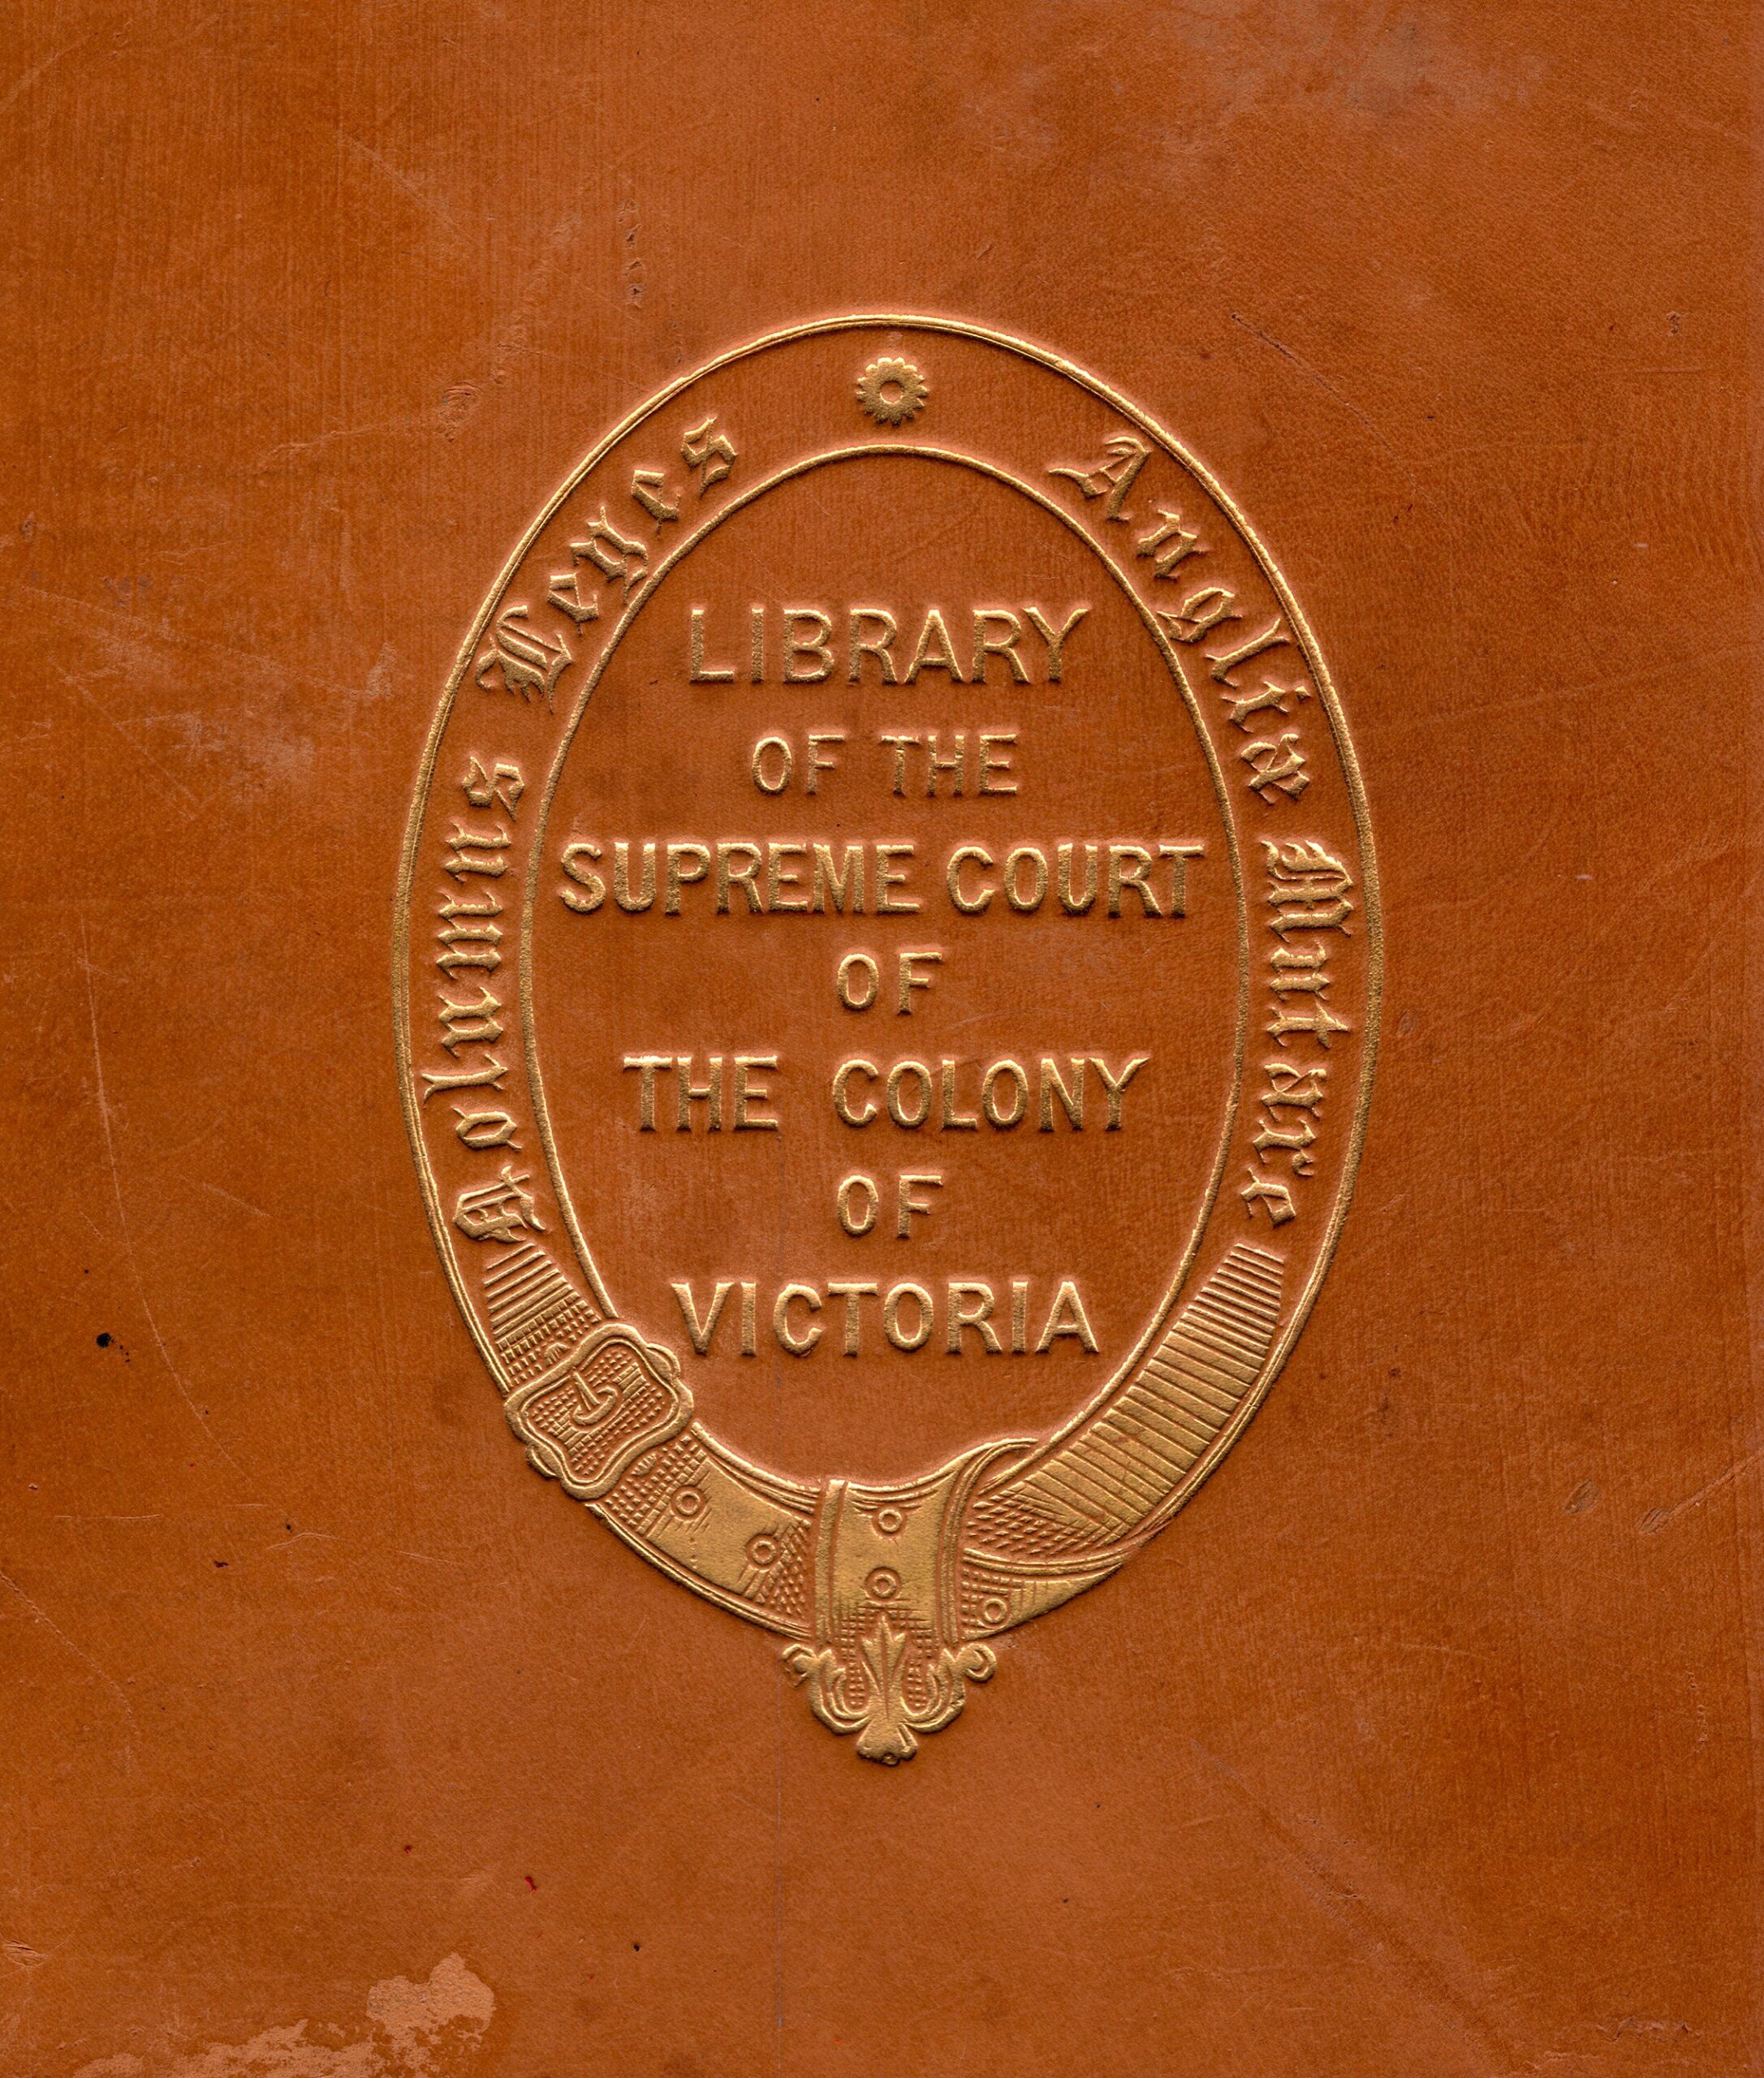 Nolumus Leges Angliæ Mutare
LIBRARY
OF THE
SUPREME COURT
OF
THE COLONY
OF
VICTORIA